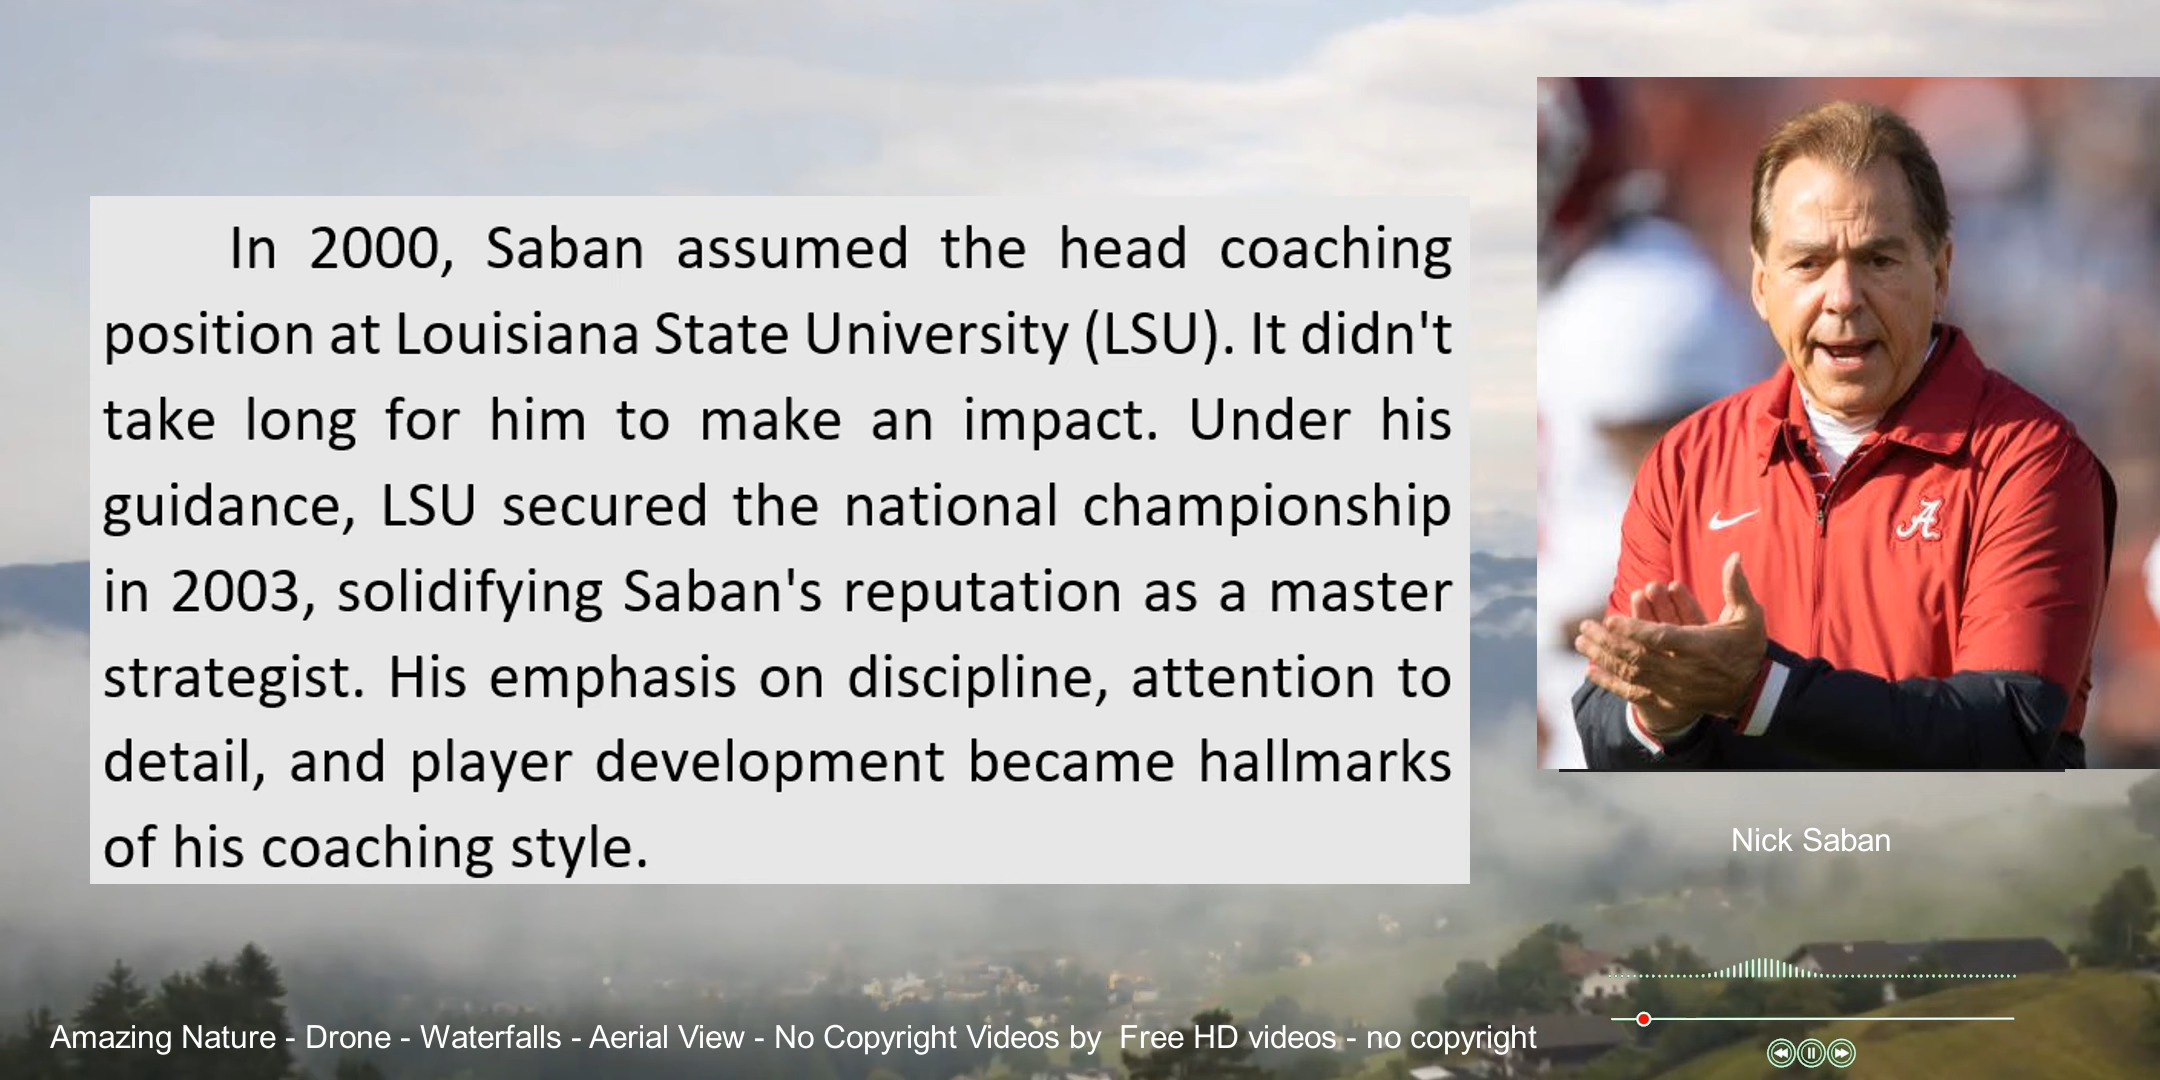 In 2000, Saban assumed the head coaching
position at Louisiana State University (LSU). It didn't
take long for him to make an impact. Under his
guidance, LSU secured the national championship
in 2003, solidifying Saban's reputation as a master
strategist. His emphasis on discipline, attention to
detail, and player development became hallmarks
of his coaching style.
A
Nick Saban
Amazing Nature - Drone - Waterfalls - Aerial View - No Copyright Videos by  Free HD videos - no copyright